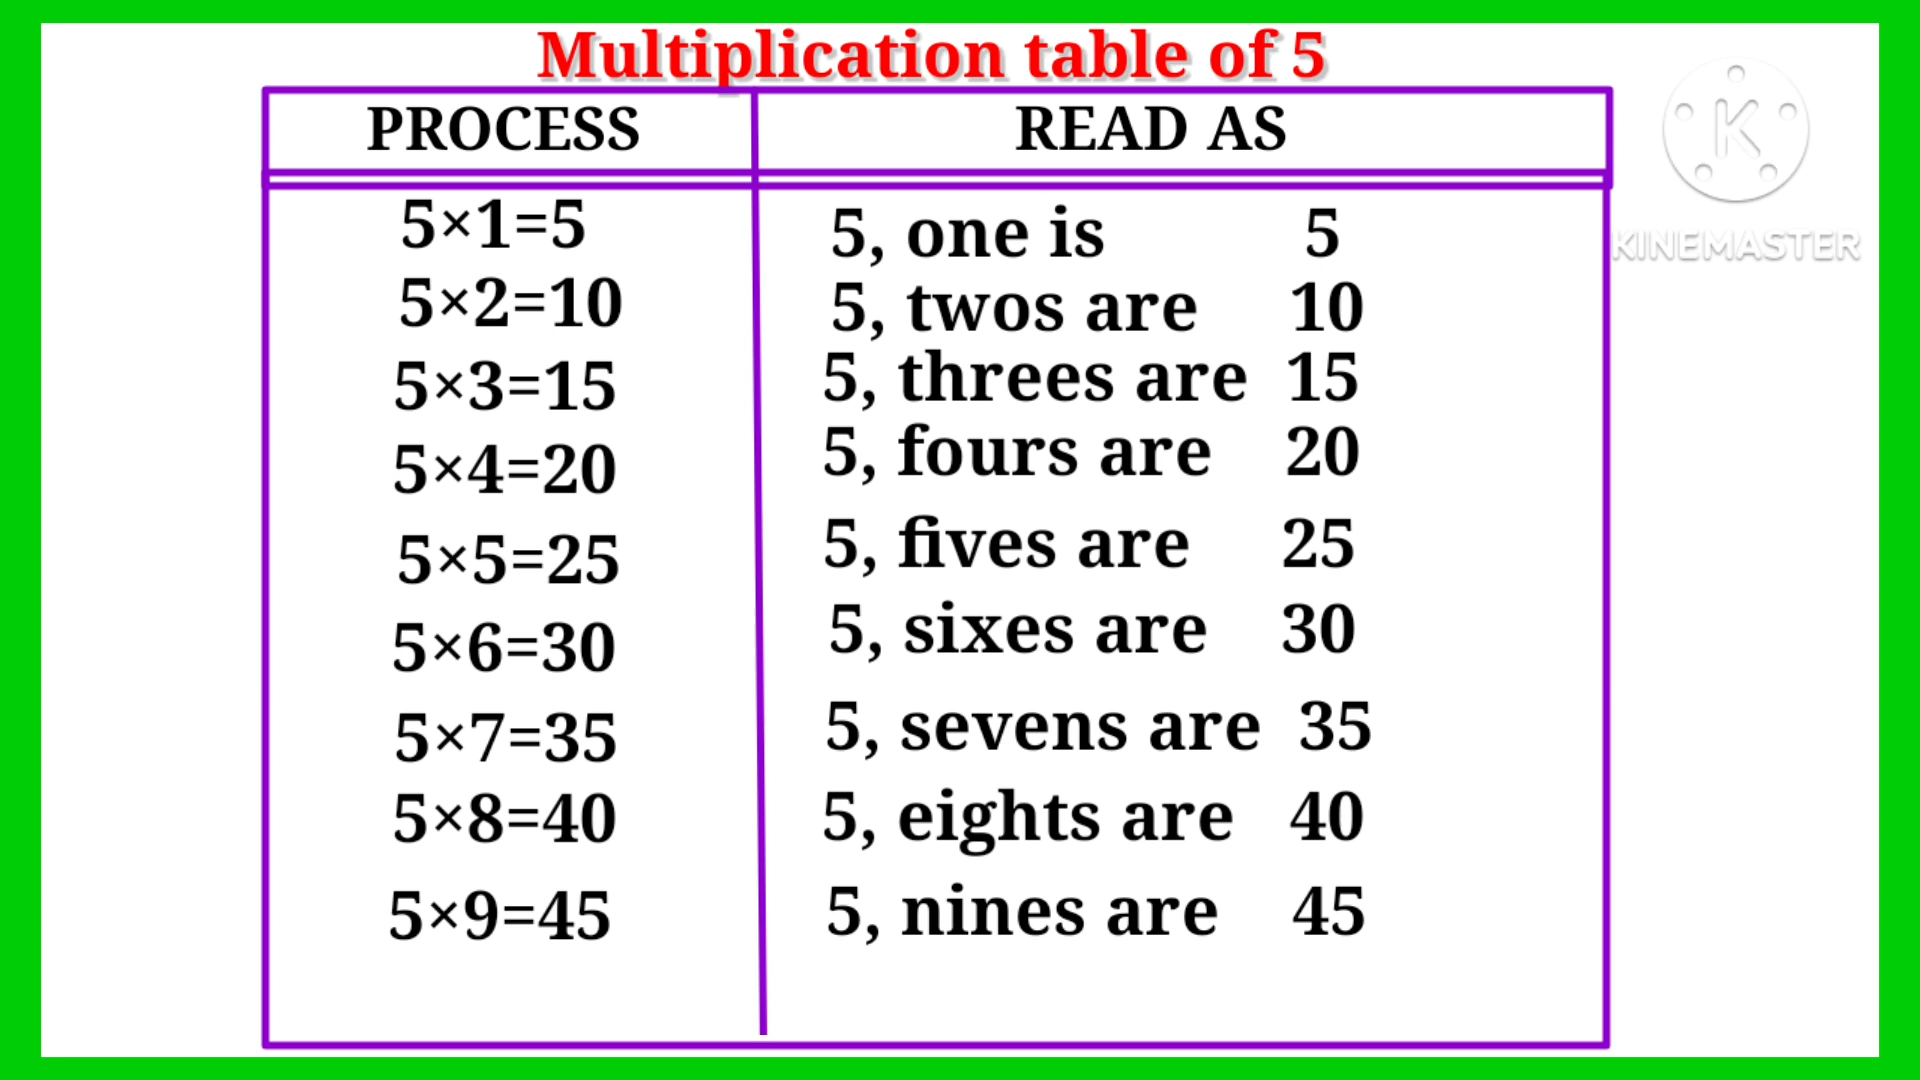 Multiplication table of 5
PROCESS READ AS
5×1=5 5, one is 5
5×2=10 5, twos are 10
5×3=15 5, threes are 15
5×4=20 5, fours are 20
5×5=25 5, fives are 25
5×6=30 5, sixes are 30
5×7=35 5, sevens are 35
5×8=40 5, eights are 40
5×9=45 5, nines are 45
K
KINEMASTER